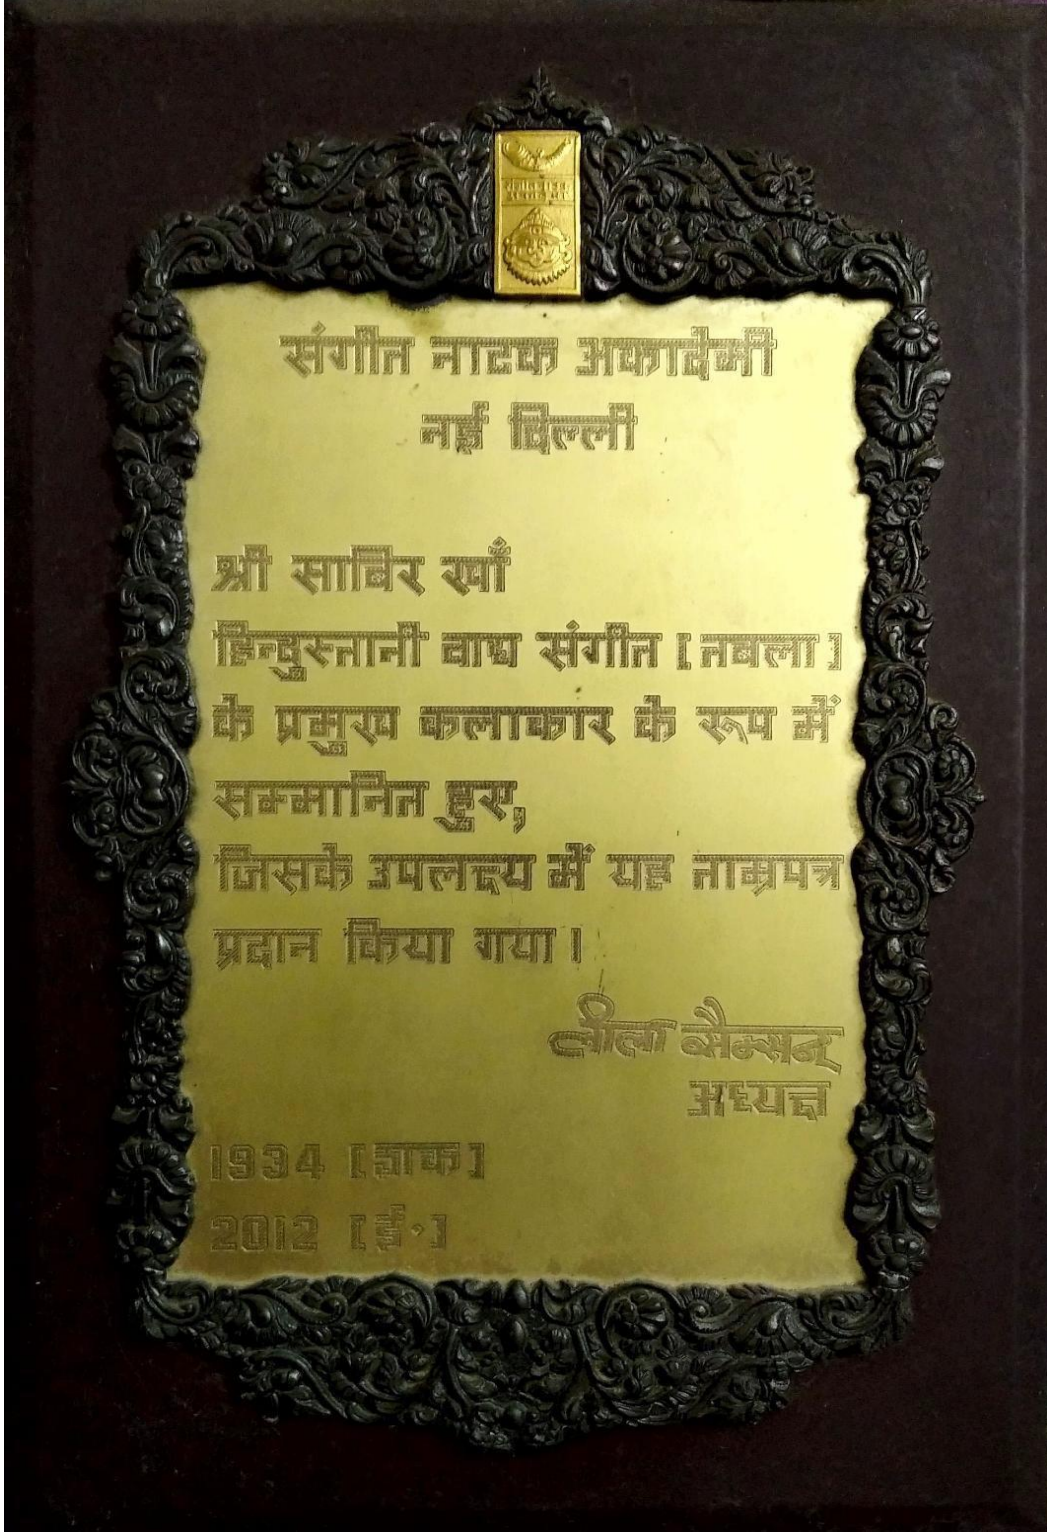 संगीत नाटक अकादेमी
नई दिल्ली
श्री साबिर खाँ
हिन्दुस्तानी वाद्य संगीत [तबला]
के प्रमुख कलाकार के रूप में
सम्मानित हुए,
जिसके उपलक्ष्य में यह ताम्रपत्र
प्रदान किया गया।
लीला सैमसन्
अध्यक्ष
1934 [शक]
2012 [ई॰]